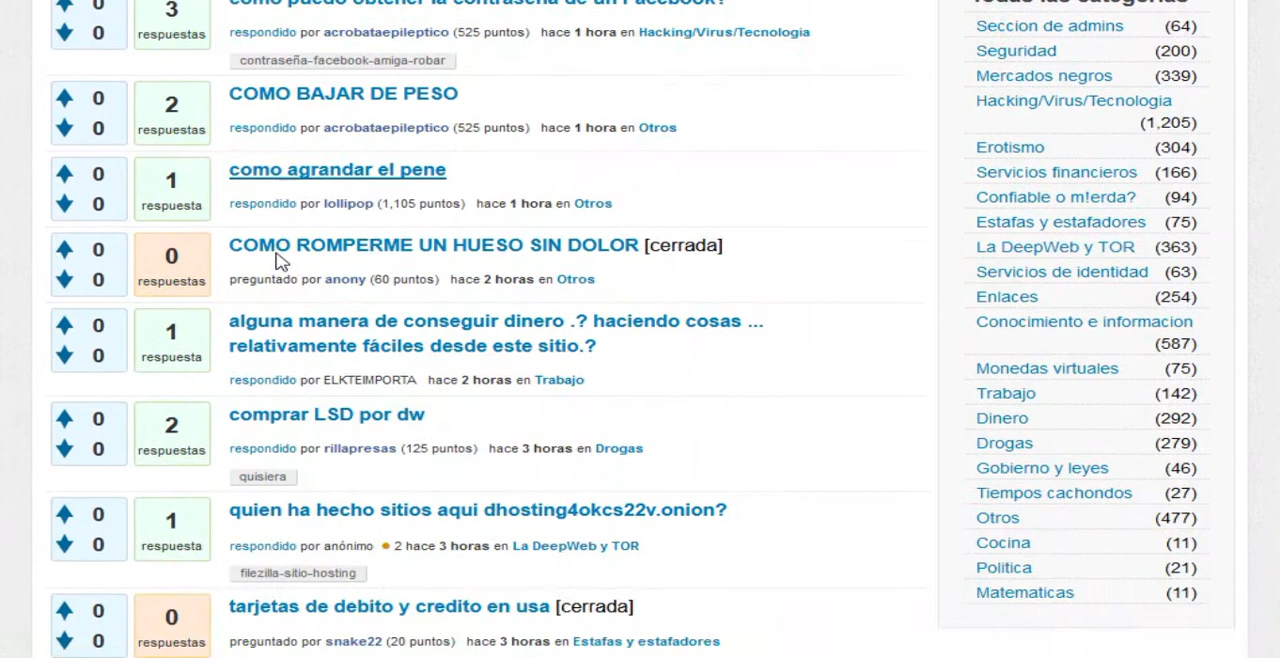 como puedo obtener la contraseña de un Facebook?
0
0
3
respuestas
respondido por acrobataepileptico (525 puntos) hace 1 hora en Hacking/Virus/Tecnologia
contraseña-facebook-amiga-robar
0
0
2
respuestas
COMO BAJAR DE PESO
respondido por acrobataepileptico (525 puntos) hace 1 hora en Otros
0
0
1
respuesta
como agrandar el pene
respondido por lollipop (1,105 puntos) hace 1 hora en Otros
0
0
0
respuestas
COMO ROMPERME UN HUESO SIN DOLOR [cerrada]
preguntado por anony (60 puntos) hace 2 horas en Otros
0
0
1
respuesta
alguna manera de conseguir dinero .? haciendo cosas ...
relativamente fáciles desde este sitio.?
respondido por ELKTEIMPORTA hace 2 horas en Trabajo
0
0
2
respuestas
comprar LSD por dw
respondido por rillapresas (125 puntos) hace 3 horas en Drogas
quisiera
0
0
1
respuesta
quien ha hecho sitios aqui dhosting4okcs22v.onion?
respondido por anónimo ● 2 hace 3 horas en La DeepWeb y TOR
filezilla-sitio-hosting
0
0
0
respuestas
tarjetas de debito y credito en usa [cerrada]
preguntado por snake22 (20 puntos) hace 3 horas en Estafas y estafadores
Todas las categorías
Seccion de admins (64)
Seguridad (200)
Mercados negros (339)
Hacking/Virus/Tecnologia
(1,205)
Erotismo (304)
Servicios financieros (166)
Confiable o m!erda? (94)
Estafas y estafadores (75)
La DeepWeb y TOR (363)
Servicios de identidad (63)
Enlaces (254)
Conocimiento e informacion
(587)
Monedas virtuales (75)
Trabajo (142)
Dinero (292)
Drogas (279)
Gobierno y leyes (46)
Tiempos cachondos (27)
Otros (477)
Cocina (11)
Politica (21)
Matematicas (11)